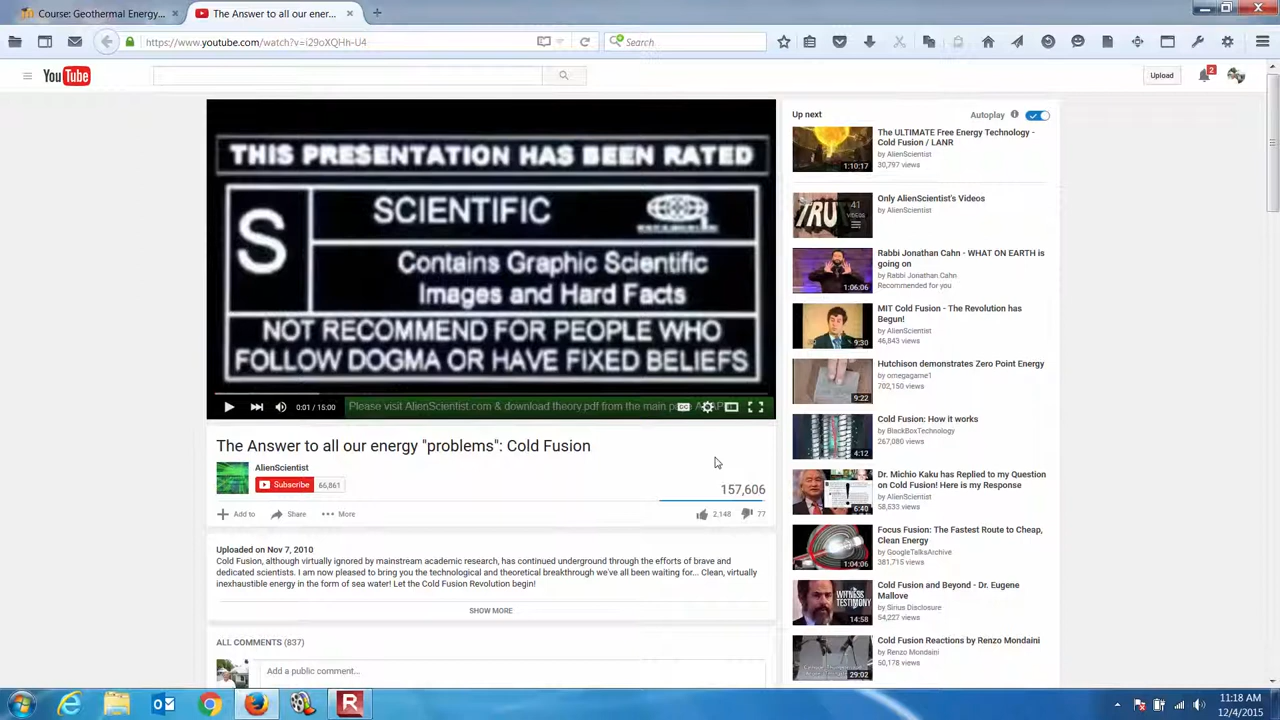 Course Geothermal Energy ...
The Answer to all our ener...
https://www.youtube.com/watch?v=i29oXQHh-U4
Search
YouTube
Upload
2
THIS PRESENTATION HAS BEEN RATED
S
SCIENTIFIC
Contains Graphic Scientific
Images and Hard Facts
NOT RECOMMEND FOR PEOPLE WHO
FOLLOW DOGMA OR HAVE FIXED BELIEFS
0:01 / 15:00
Please visit AlienScientist.com & download theory.pdf from the main pa
CC
The Answer to all our energy "problems": Cold Fusion
AlienScientist
Subscribe 66,861
157,606
Add to Share More
2,148 77
Uploaded on Nov 7, 2010
Cold Fusion, although virtually ignored by mainstream academic research, has continued underground through the efforts of brave and
dedicated scientists. I am now pleased to bring you the technological and theoretical breakthrough we've all been waiting for... Clean, virtually
inexhaustible energy in the form of sea water! Let the Cold Fusion Revolution begin!
SHOW MORE
ALL COMMENTS (837)
Add a public comment...
Up next
Autoplay
1:10:17
The ULTIMATE Free Energy Technology -
Cold Fusion / LANR
by AlienScientist
30,797 views
TRU
41
VIDEOS
Only AlienScientist's Videos
by AlienScientist
1:06:06
Rabbi Jonathan Cahn - WHAT ON EARTH is
going on
by Rabbi Jonathan Cahn
Recommended for you
9:30
MIT Cold Fusion - The Revolution has
Begun!
by AlienScientist
46,843 views
9:22
Hutchison demonstrates Zero Point Energy
by omegagame1
702,150 views
4:12
Cold Fusion: How it works
by BlackBoxTechnology
267,080 views
6:40
Dr. Michio Kaku has Replied to my Question
on Cold Fusion! Here is my Response
by AlienScientist
58,533 views
1:04:06
Focus Fusion: The Fastest Route to Cheap,
Clean Energy
by GoogleTalksArchive
381,715 views
WITNESS
TESTIMONY
14:58
Cold Fusion and Beyond - Dr. Eugene
Mallove
by Sirius Disclosure
54,227 views
29:02
Cold Fusion Reactions by Renzo Mondaini
by Renzo Mondaini
50,178 views
11:18 AM
12/4/2015